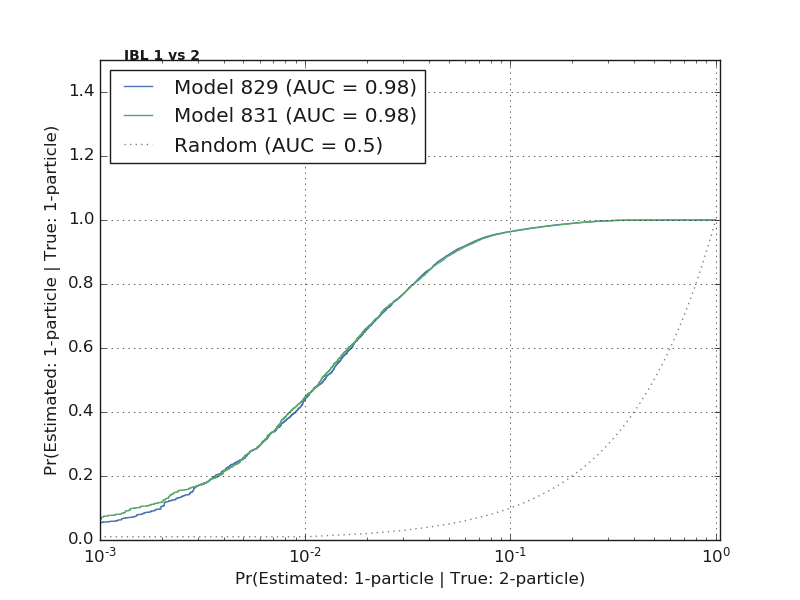 IBL 1 vs 2
Model 829 (AUC = 0.98)
Model 831 (AUC = 0.98)
Random (AUC = 0.5)
Pr(Estimated: 1-particle | True: 1-particle)
1.4
1.2
1.0
0.8
0.6
0.4
0.2
0.0
10^-3 10^-2 10^-1 10^0
Pr(Estimated: 1-particle | True: 2-particle)